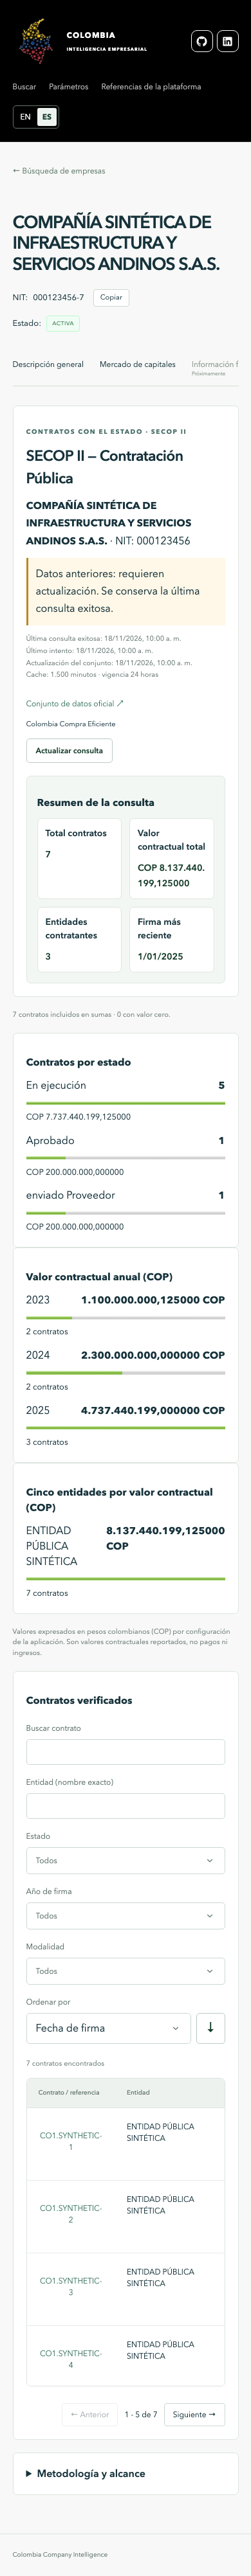 COLOMBIA
INTELIGENCIA EMPRESARIAL
Buscar Parámetros Referencias de la plataforma
EN ES
← Búsqueda de empresas
COMPAÑÍA SINTÉTICA DE
INFRAESTRUCTURA Y
SERVICIOS ANDINOS S.A.S.
NIT: 000123456-7 Copiar
Estado: ACTIVA
Descripción general Mercado de capitales Información f
Próximamente
CONTRATOS CON EL ESTADO · SECOP II
SECOP II — Contratación
Pública
COMPAÑÍA SINTÉTICA DE
INFRAESTRUCTURA Y SERVICIOS
ANDINOS S.A.S. · NIT: 000123456
Datos anteriores: requieren
actualización. Se conserva la última
consulta exitosa.
Última consulta exitosa: 18/11/2026, 10:00 a. m.
Último intento: 18/11/2026, 10:00 a. m.
Actualización del conjunto: 18/11/2026, 10:00 a. m.
Cache: 1.500 minutos · vigencia 24 horas
Conjunto de datos oficial ↗
Colombia Compra Eficiente
Actualizar consulta
Resumen de la consulta
Total contratos
7
Valor
contractual total
COP 8.137.440.
199,125000
Entidades
contratantes
3
Firma más
reciente
1/01/2025
7 contratos incluidos en sumas · 0 con valor cero.
Contratos por estado
En ejecución 5
COP 7.737.440.199,125000
Aprobado 1
COP 200.000.000,000000
enviado Proveedor 1
COP 200.000.000,000000
Valor contractual anual (COP)
2023 1.100.000.000,125000 COP
2 contratos
2024 2.300.000.000,000000 COP
2 contratos
2025 4.737.440.199,000000 COP
3 contratos
Cinco entidades por valor contractual
(COP)
ENTIDAD
PÚBLICA
SINTÉTICA
8.137.440.199,125000
COP
7 contratos
Valores expresados en pesos colombianos (COP) por configuración
de la aplicación. Son valores contractuales reportados, no pagos ni
ingresos.
Contratos verificados
Buscar contrato
Entidad (nombre exacto)
Estado
Todos
Año de firma
Todos
Modalidad
Todos
Ordenar por
Fecha de firma ↓
7 contratos encontrados
Contrato / referencia Entidad
CO1.SYNTHETIC-
1
ENTIDAD PÚBLICA
SINTÉTICA
CO1.SYNTHETIC-
2
ENTIDAD PÚBLICA
SINTÉTICA
CO1.SYNTHETIC-
3
ENTIDAD PÚBLICA
SINTÉTICA
CO1.SYNTHETIC-
4
ENTIDAD PÚBLICA
SINTÉTICA
← Anterior 1 - 5 de 7 Siguiente →
▶ Metodología y alcance
Colombia Company Intelligence